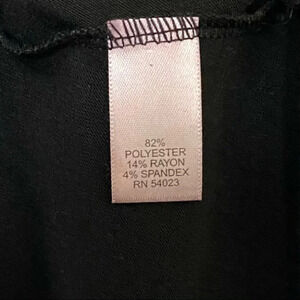 82%
POLYESTER
14% RAYON
4% SPANDEX
RN 54023